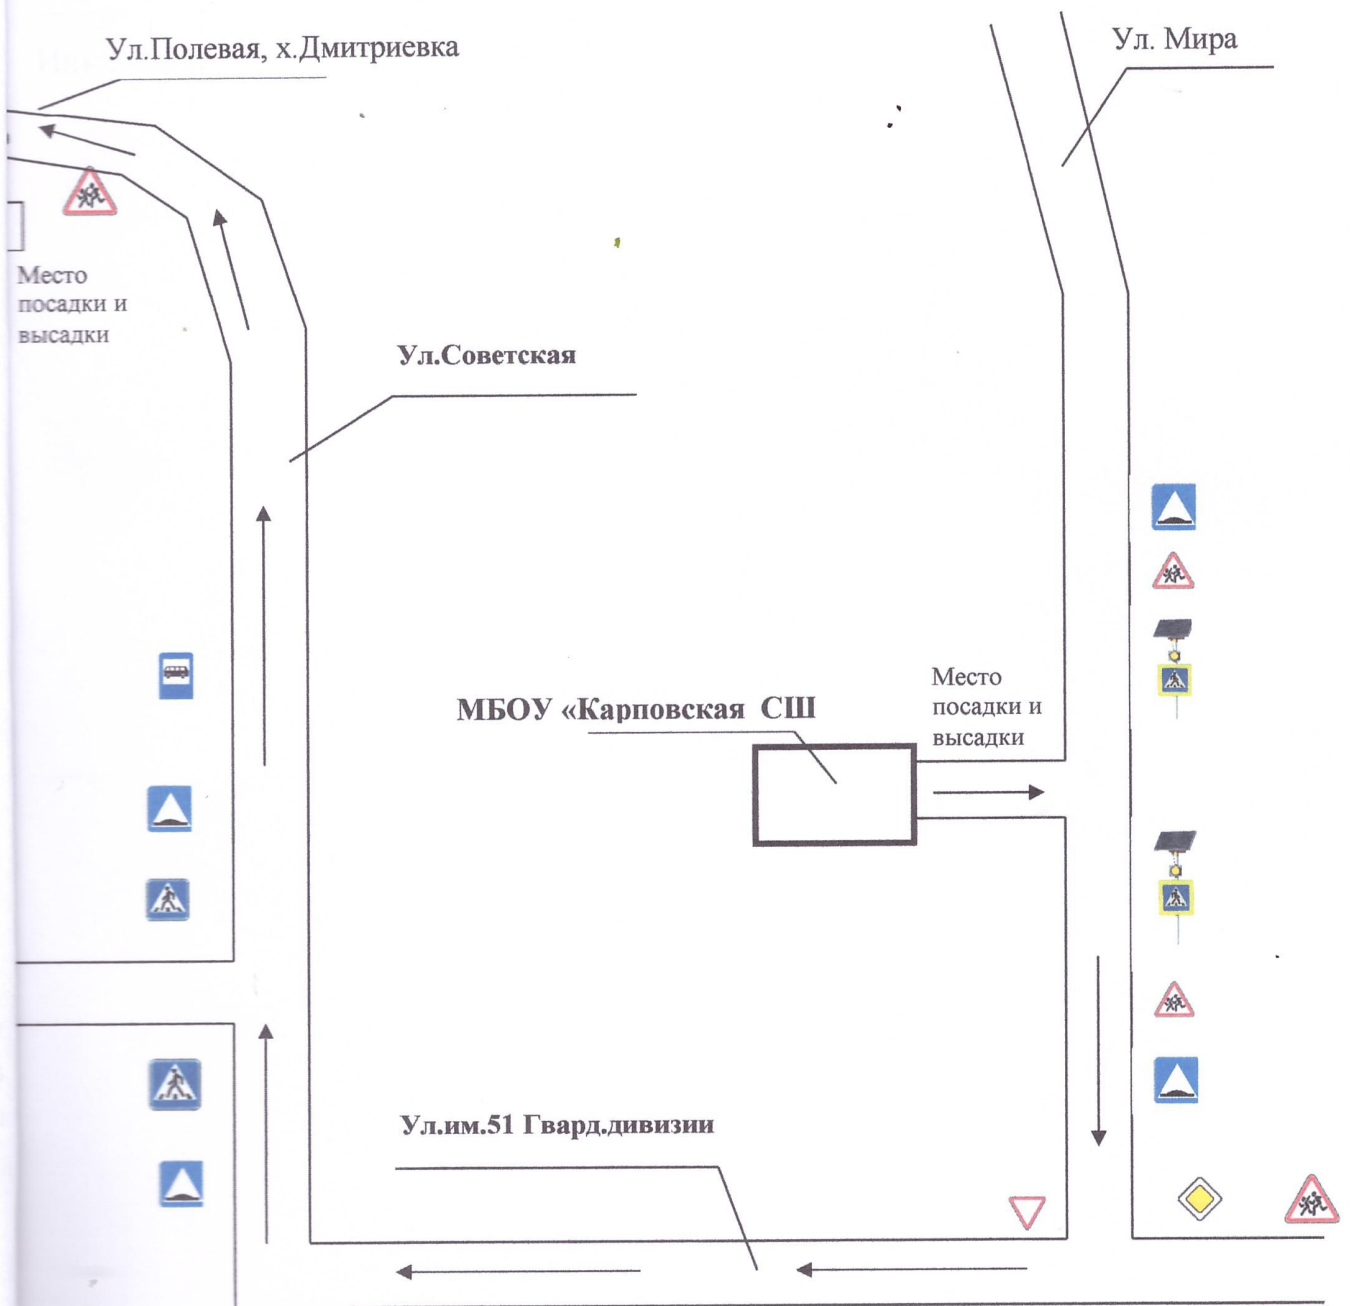 Ул.Полевая, х.Дмитриевка
Ул. Мира
Место
посадки и
высадки
Ул.Советская
МБОУ «Карповская СШ
Место
посадки и
высадки
Ул.им.51 Гвард.дивизии